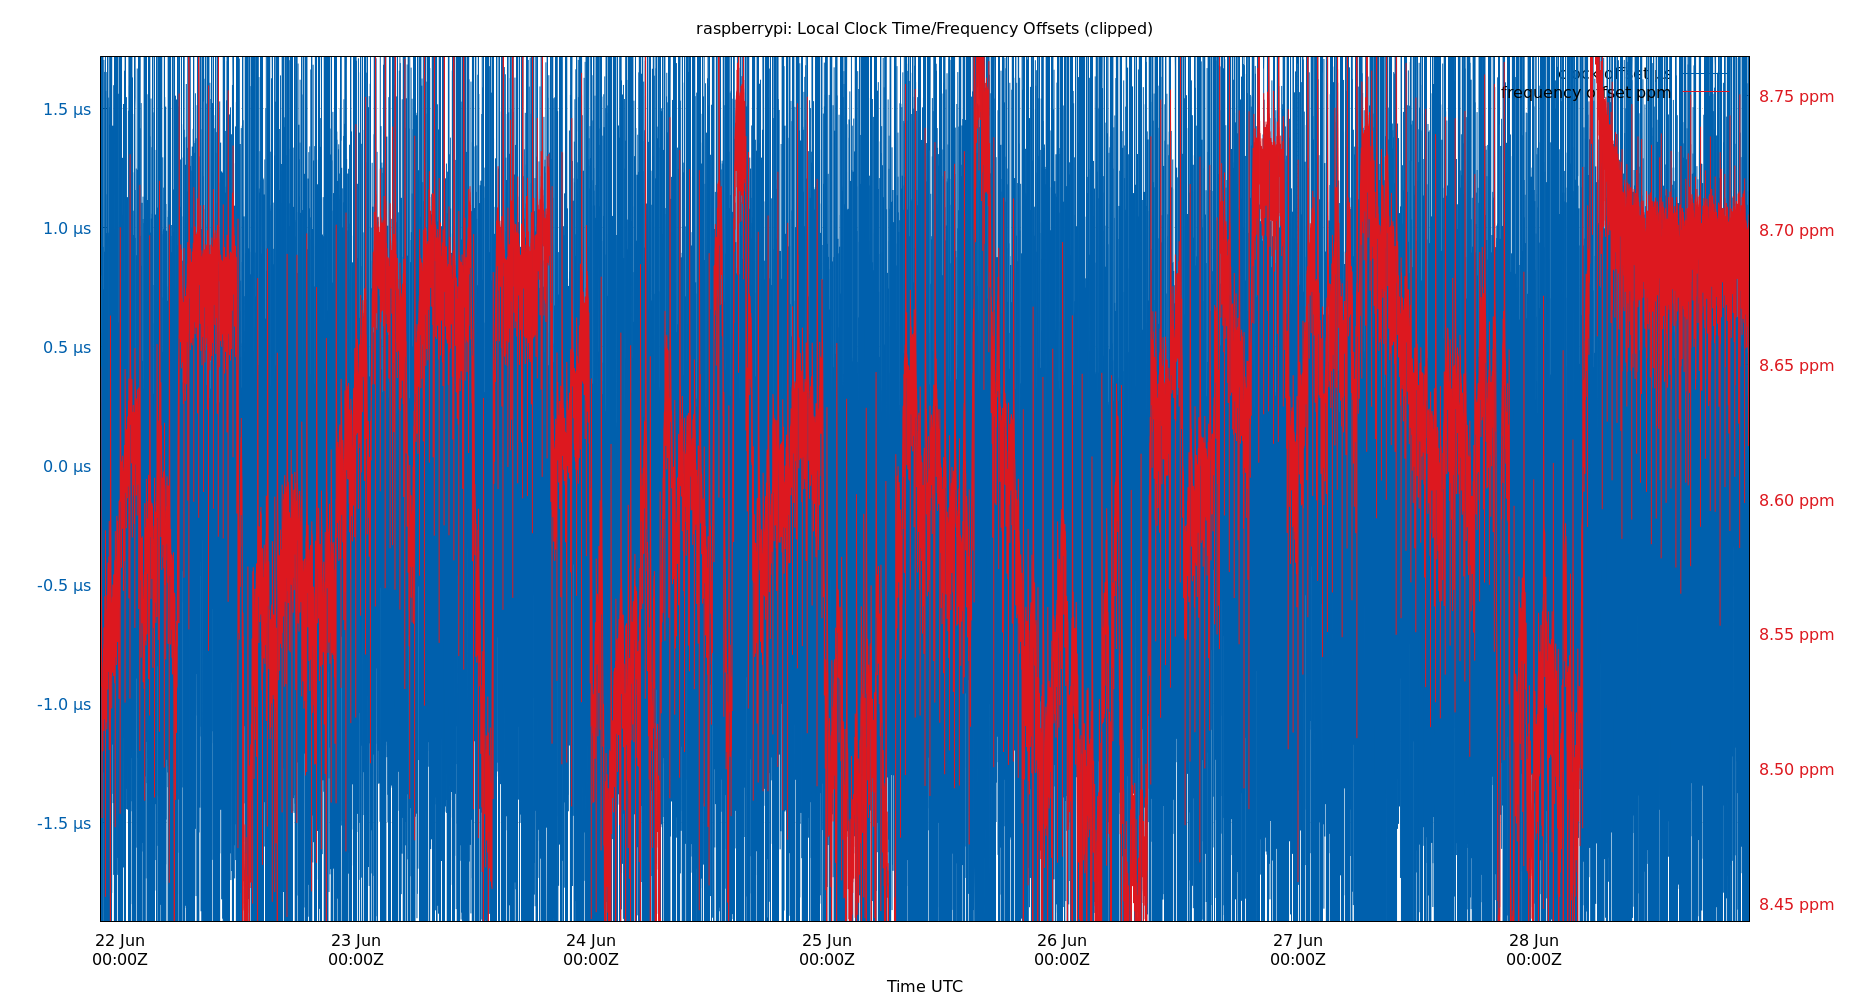 raspberrypi: Local Clock Time/Frequency Offsets (clipped)
clock offset µs
frequency offset ppm
1.5 µs
1.0 µs
0.5 µs
0.0 µs
-0.5 µs
-1.0 µs
-1.5 µs
8.75 ppm
8.70 ppm
8.65 ppm
8.60 ppm
8.55 ppm
8.50 ppm
8.45 ppm
22 Jun 23 Jun 24 Jun 25 Jun 26 Jun 27 Jun 28 Jun
00:00Z 00:00Z 00:00Z 00:00Z 00:00Z 00:00Z 00:00Z
Time UTC